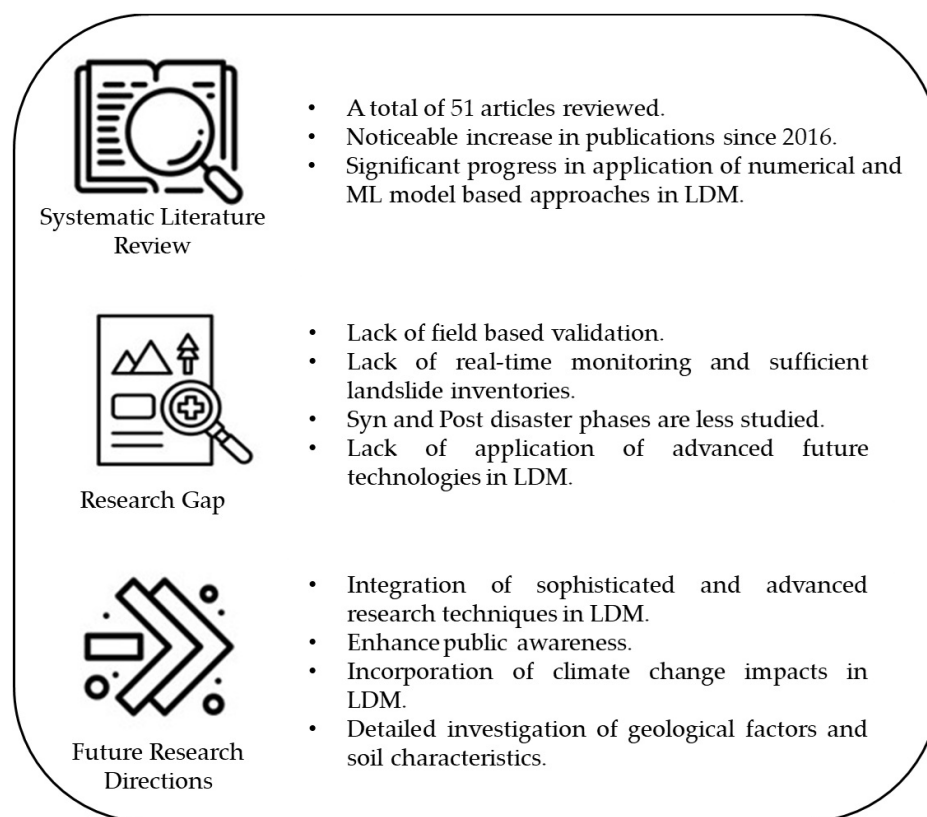 • A total of 51 articles reviewed.
• Noticeable increase in publications since 2016.
• Significant progress in application of numerical and
ML model based approaches in LDM.
Systematic Literature
Review
• Lack of field based validation.
• Lack of real-time monitoring and sufficient
landslide inventories.
• Syn and Post disaster phases are less studied.
• Lack of application of advanced future
technologies in LDM.
Research Gap
• Integration of sophisticated and advanced
research techniques in LDM.
• Enhance public awareness.
• Incorporation of climate change impacts in
LDM.
• Detailed investigation of geological factors and
soil characteristics.
Future Research
Directions